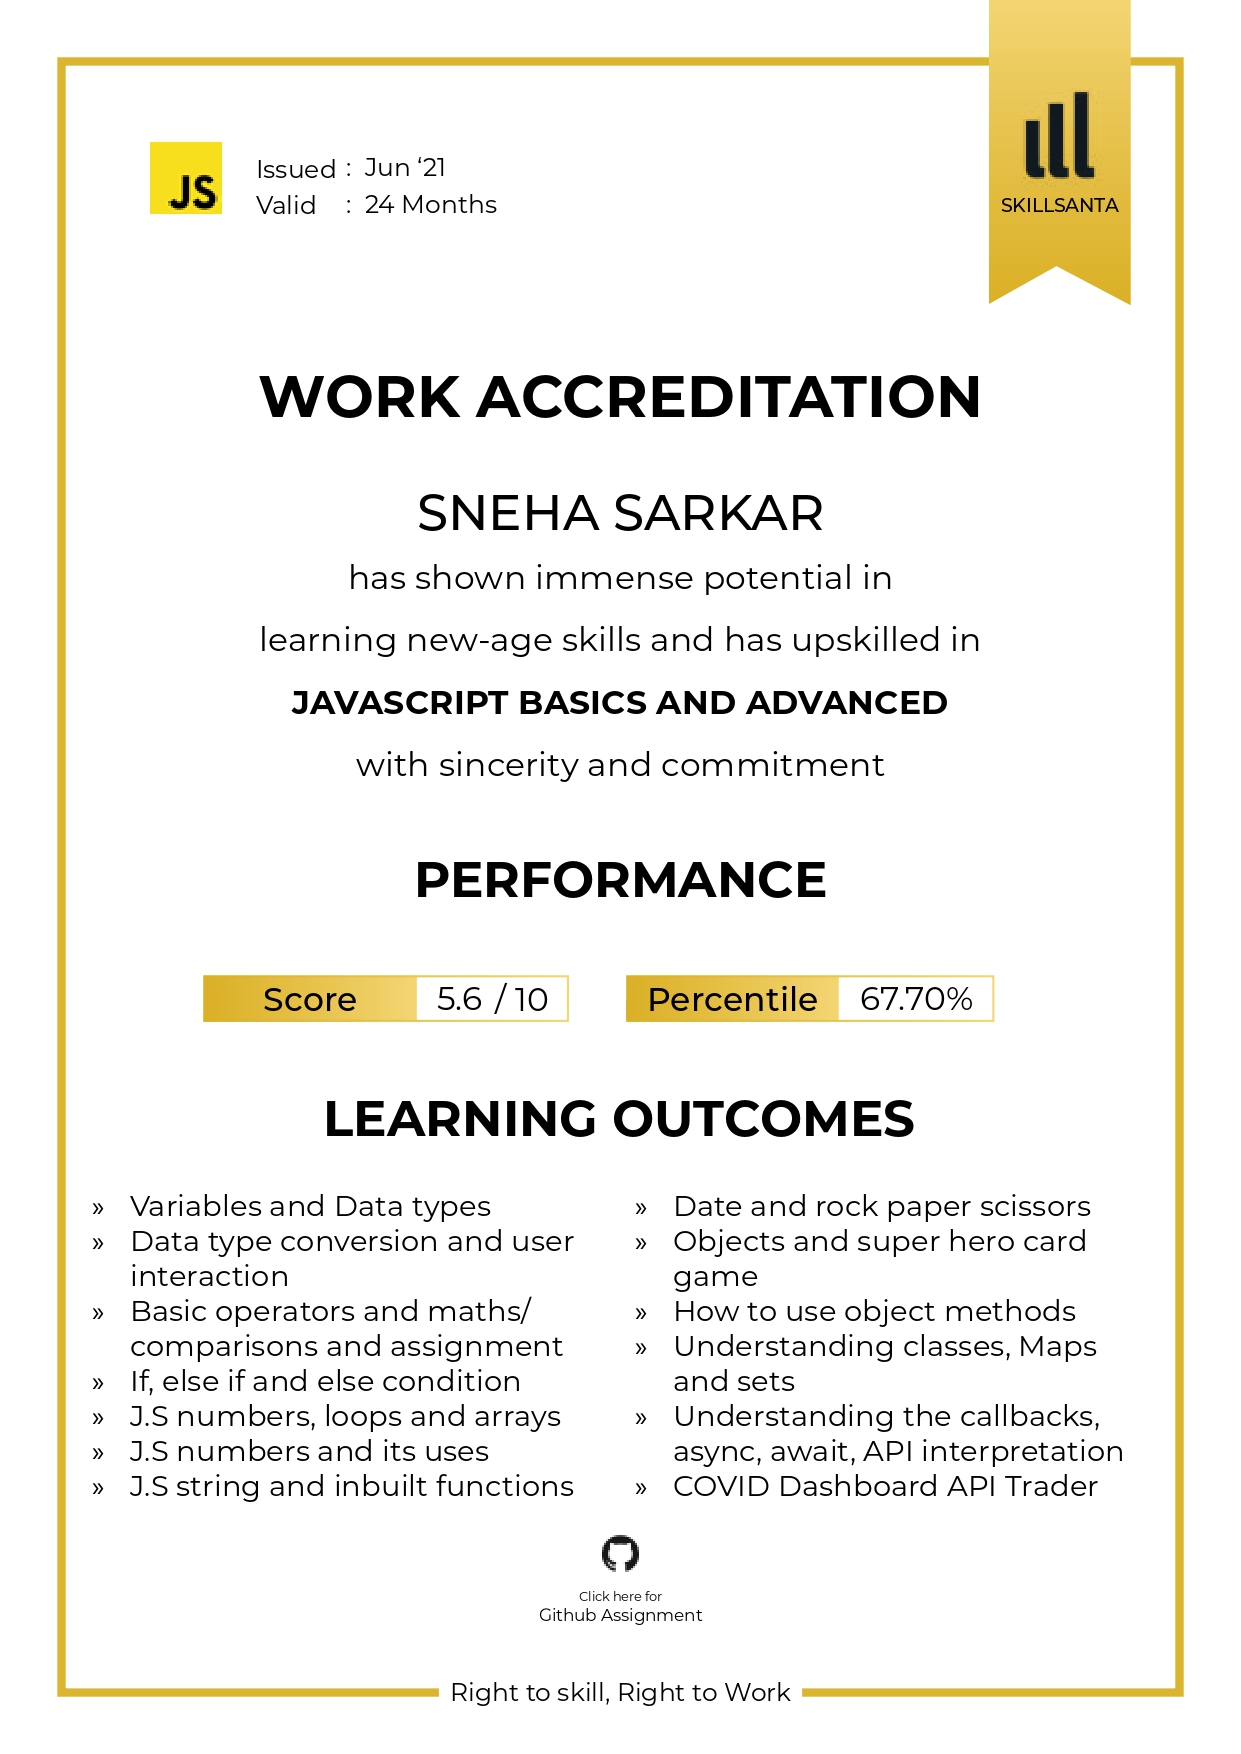 JS
Issued : Jun ‘21
Valid : 24 Months
SKILLSANTA
WORK ACCREDITATION
SNEHA SARKAR
has shown immense potential in
learning new-age skills and has upskilled in
JAVASCRIPT BASICS AND ADVANCED
with sincerity and commitment
PERFORMANCE
Score 5.6 / 10
Percentile 67.70%
LEARNING OUTCOMES
» Variables and Data types
» Data type conversion and user
interaction
» Basic operators and maths/
comparisons and assignment
» If, else if and else condition
» J.S numbers, loops and arrays
» J.S numbers and its uses
» J.S string and inbuilt functions
» Date and rock paper scissors
» Objects and super hero card
game
» How to use object methods
» Understanding classes, Maps
and sets
» Understanding the callbacks,
async, await, API interpretation
» COVID Dashboard API Trader
Click here for
Github Assignment
Right to skill, Right to Work